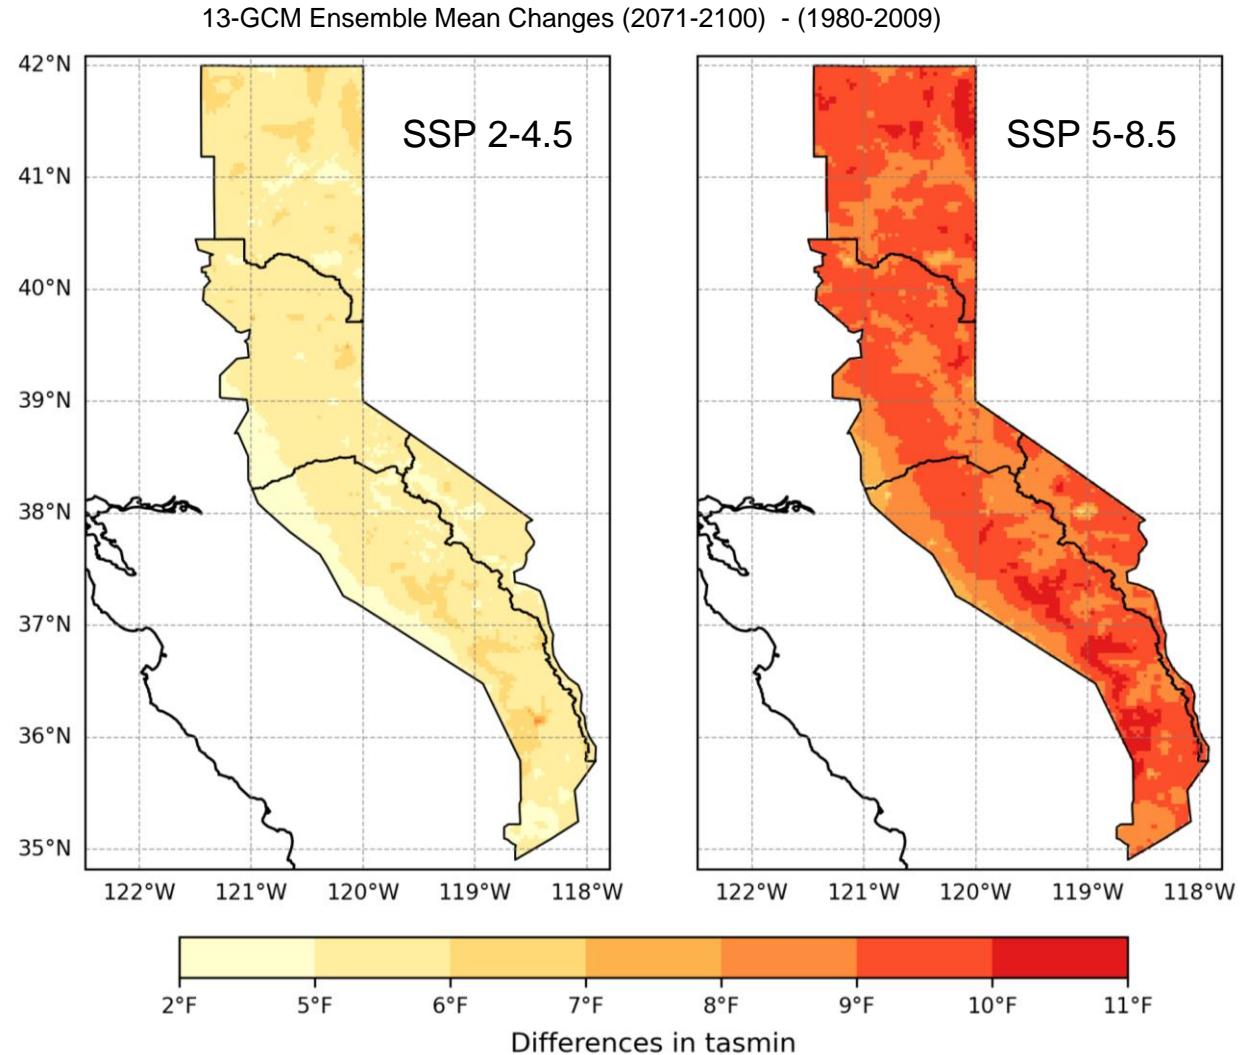 13-GCM Ensemble Mean Changes (2071-2100) - (1980-2009)
42°N
41°N
40°N
39°N
38°N
37°N
36°N
35°N
SSP 2-4.5
SSP 5-8.5
122°W 121°W 120°W 119°W 118°W
122°W 121°W 120°W 119°W 118°W
2°F 5°F 6°F 7°F 8°F 9°F 10°F 11°F
Differences in tasmin